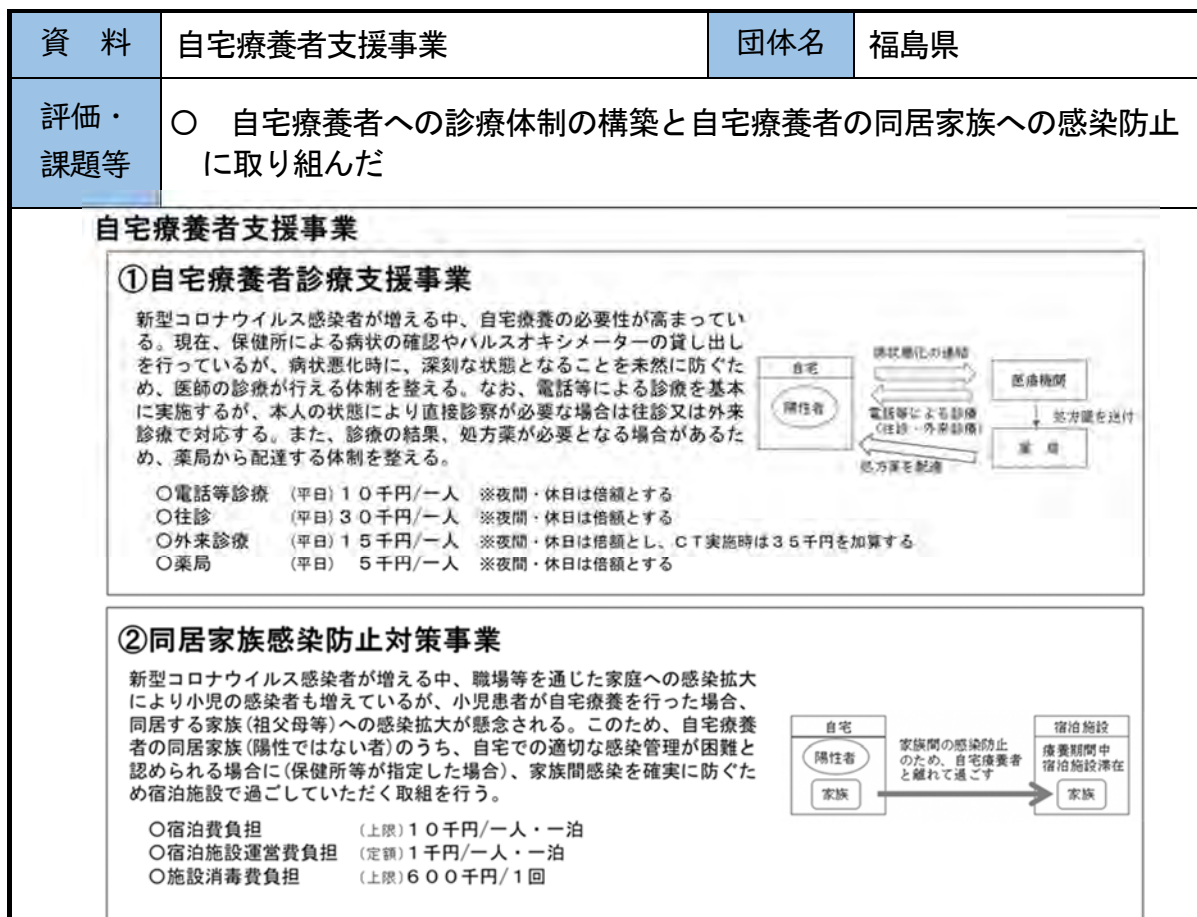 資　料
自宅療養者支援事業
団体名
福島県
評価・
課題等
○　自宅療養者への診療体制の構築と自宅療養者の同居家族への感染防止
に取り組んだ
自宅療養者支援事業
①自宅療養者診療支援事業
新型コロナウイルス感染者が増える中、自宅療養の必要性が高まってい
る。現在、保健所による病状の確認やパルスオキシメーターの貸し出し
を行っているが、病状悪化時に、深刻な状態となることを未然に防ぐた
め、医師の診療が行える体制を整える。なお、電話等による診療を基本
に実施するが、本人の状態により直接診察が必要な場合は往診又は外来
診療で対応する。また、診療の結果、処方薬が必要となる場合があるた
め、薬局から配達する体制を整える。
自宅
陽性者
病状悪化の連絡
電話等による診療
（往診・外来診療）
処方薬を配達
医療機関
処方箋を送付
薬　局
○電話等診療　(平日)１０千円/一人　※夜間・休日は倍額とする
○往診　(平日)３０千円/一人　※夜間・休日は倍額とする
○外来診療　(平日)１５千円/一人　※夜間・休日は倍額とし、ＣＴ実施時は３５千円を加算する
○薬局　(平日)　５千円/一人　※夜間・休日は倍額とする
②同居家族感染防止対策事業
新型コロナウイルス感染者が増える中、職場等を通じた家庭への感染拡大
により小児の感染者も増えているが、小児患者が自宅療養を行った場合、
同居する家族(祖父母等)への感染拡大が懸念される。このため、自宅療養
者の同居家族(陽性ではない者)のうち、自宅での適切な感染管理が困難と
認められる場合に(保健所等が指定した場合)、家族間感染を確実に防ぐた
め宿泊施設で過ごしていただく取組を行う。
自宅
陽性者
家族
家族間の感染防止
のため、自宅療養者
と離れて過ごす
宿泊施設
療養期間中
宿泊施設滞在
家族
○宿泊費負担　(上限)１０千円/一人・一泊
○宿泊施設運営費負担　(定額)１千円/一人・一泊
○施設消毒費負担　(上限)６００千円/１回